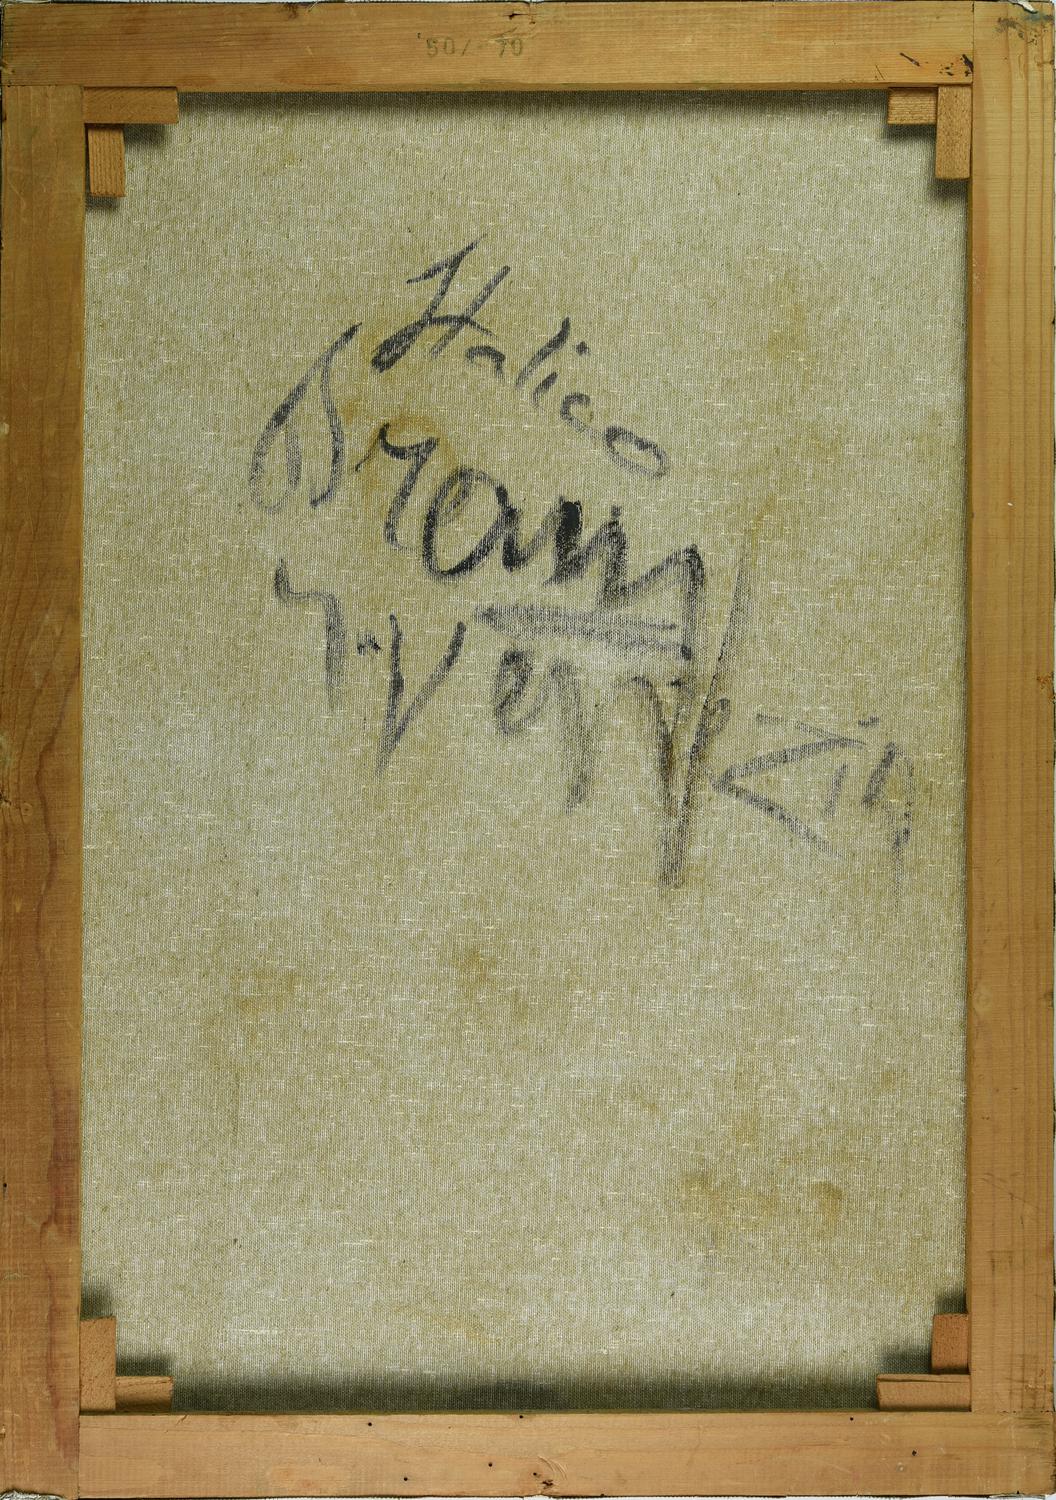 '50/ 70
Italico
Brass
Venezia